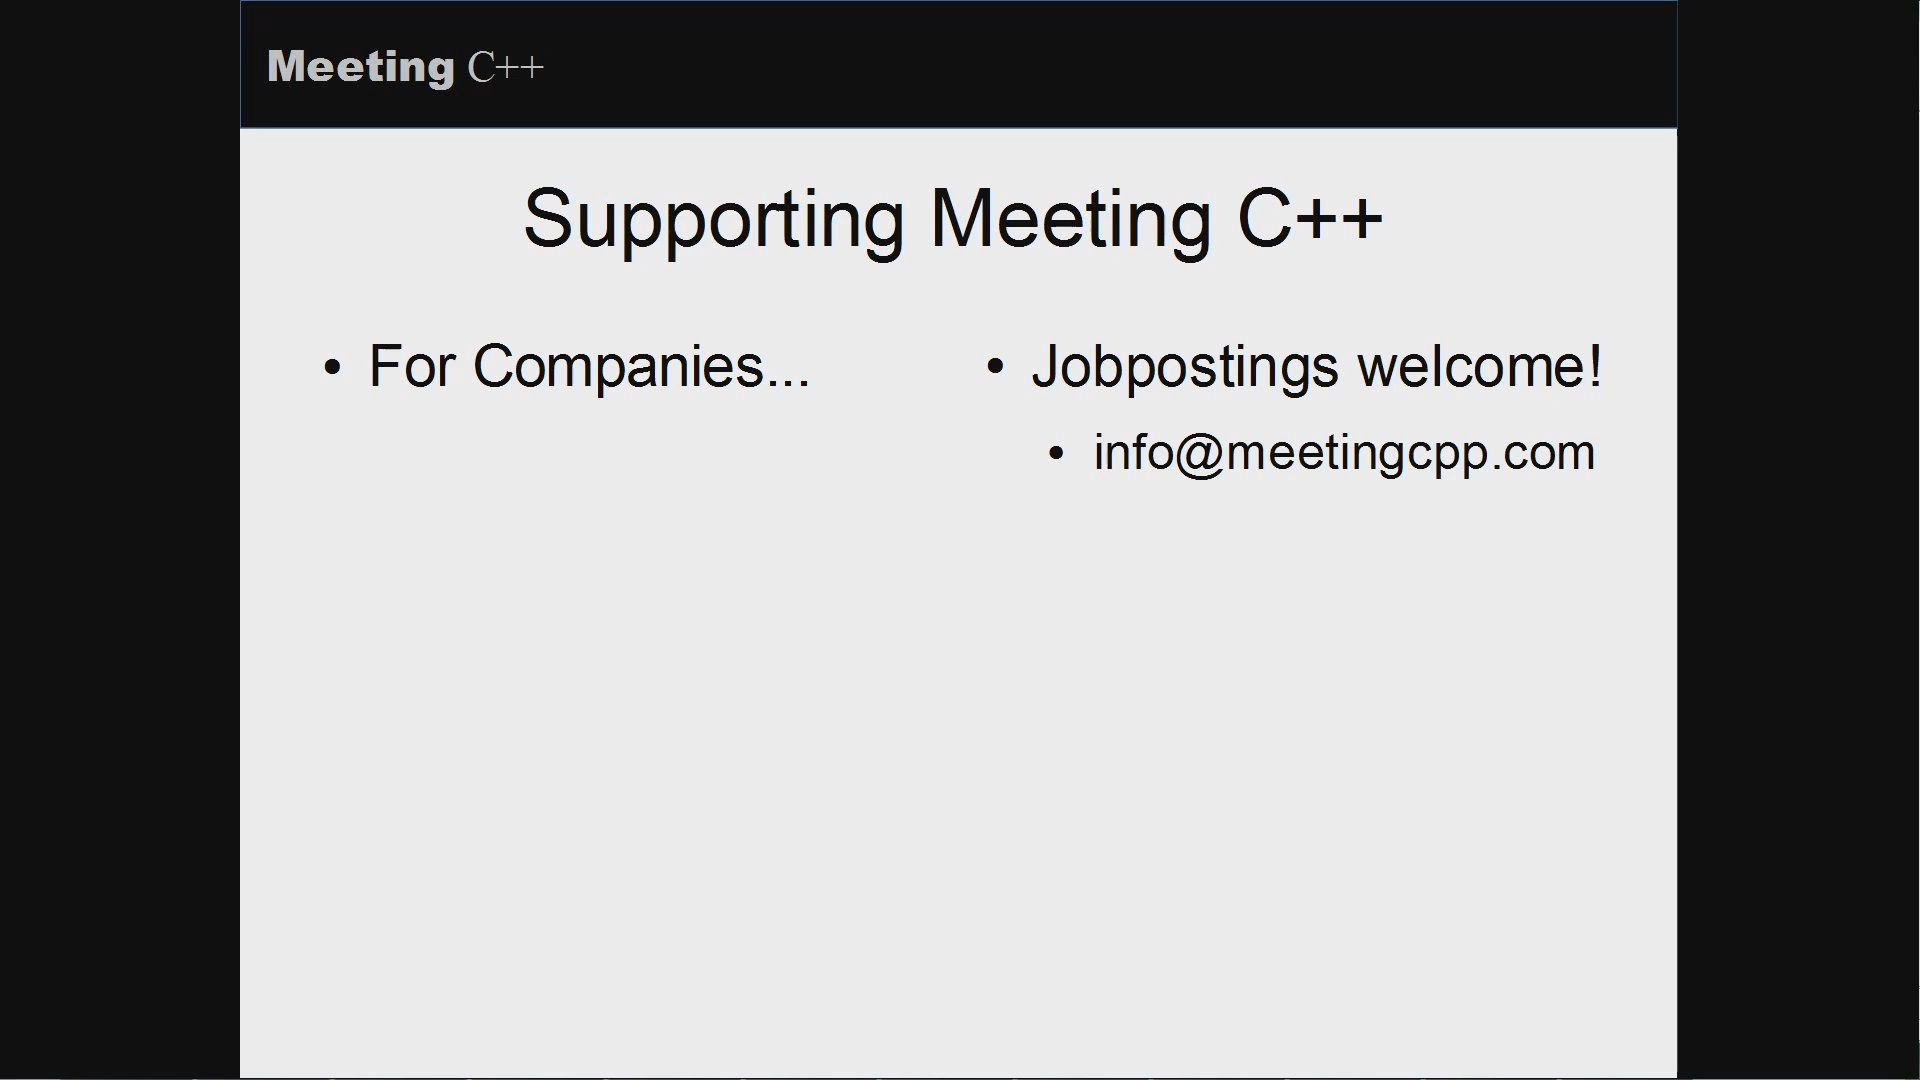 Meeting C++
Supporting Meeting C++
• For Companies...
• Jobpostings welcome!
• info@meetingcpp.com